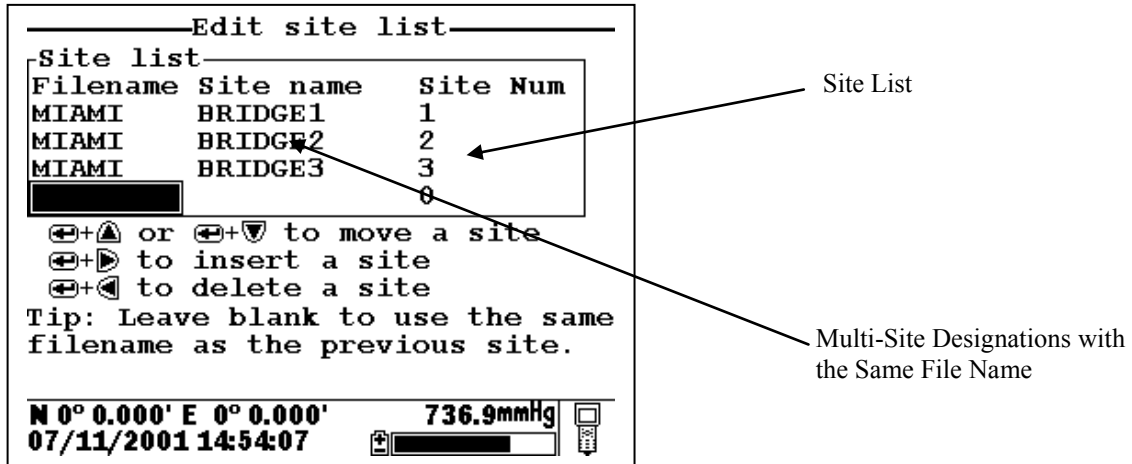 Edit site list
Site list
Filename Site name Site Num
MIAMI BRIDGE1 1
MIAMI BRIDGE2 2
MIAMI BRIDGE3 3
0
+ or + to move a site
+ to insert a site
+ to delete a site
Tip: Leave blank to use the same
filename as the previous site.
N 0° 0.000' E 0° 0.000' 736.9mmHg
07/11/2001 14:54:07
Site List
Multi-Site Designations with
the Same File Name